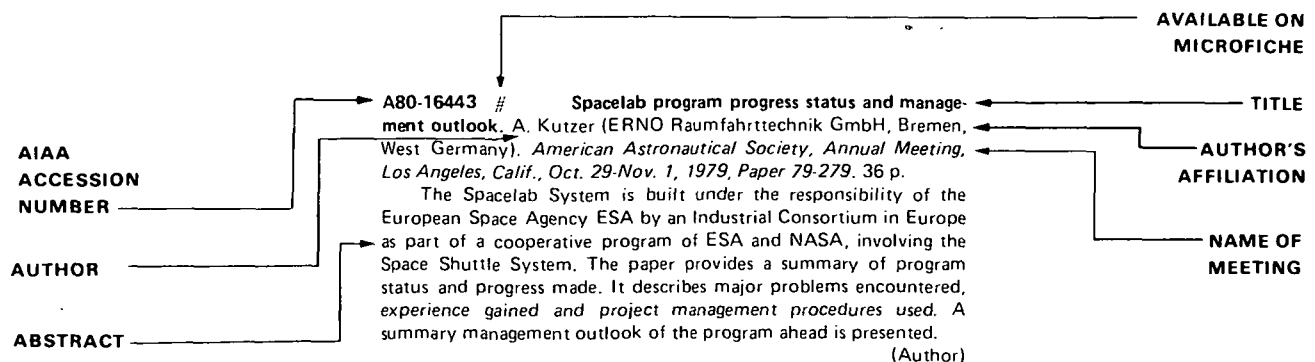 AVAILABLE ON
MICROFICHE
A80-16443 # Spacelab program progress status and manage-
ment outlook. A. Kutzer (ERNO Raumfahrttechnik GmbH, Bremen,
West Germany). American Astronautical Society, Annual Meeting,
Los Angeles, Calif., Oct. 29-Nov. 1, 1979, Paper 79-279. 36 p.
The Spacelab System is built under the responsibility of the
European Space Agency ESA by an Industrial Consortium in Europe
as part of a cooperative program of ESA and NASA, involving the
Space Shuttle System. The paper provides a summary of program
status and progress made. It describes major problems encountered,
experience gained and project management procedures used. A
summary management outlook of the program ahead is presented.
(Author)
AIAA
ACCESSION
NUMBER
AUTHOR
ABSTRACT
TITLE
AUTHOR'S
AFFILIATION
NAME OF
MEETING